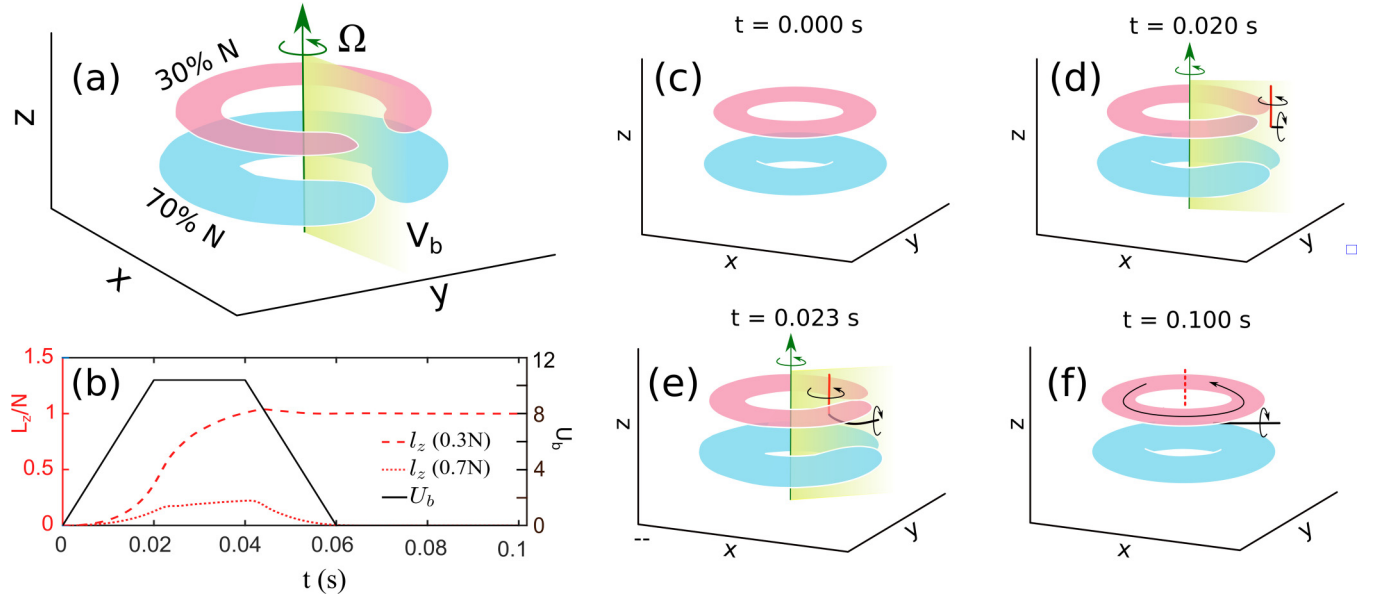 (a)
30% N
70% N
Ω
V_b
z
x
y
(b)
L_z/N
1.5
1
0.5
0
12
8
4
0
U_b
l_z (0.3N)
l_z (0.7N)
U_b
0 0.02 0.04 0.06 0.08 0.1
t (s)
t = 0.000 s
(c)
z
x
y
t = 0.020 s
(d)
z
x
y
t = 0.023 s
(e)
z
--
x
y
t = 0.100 s
(f)
z
x
y